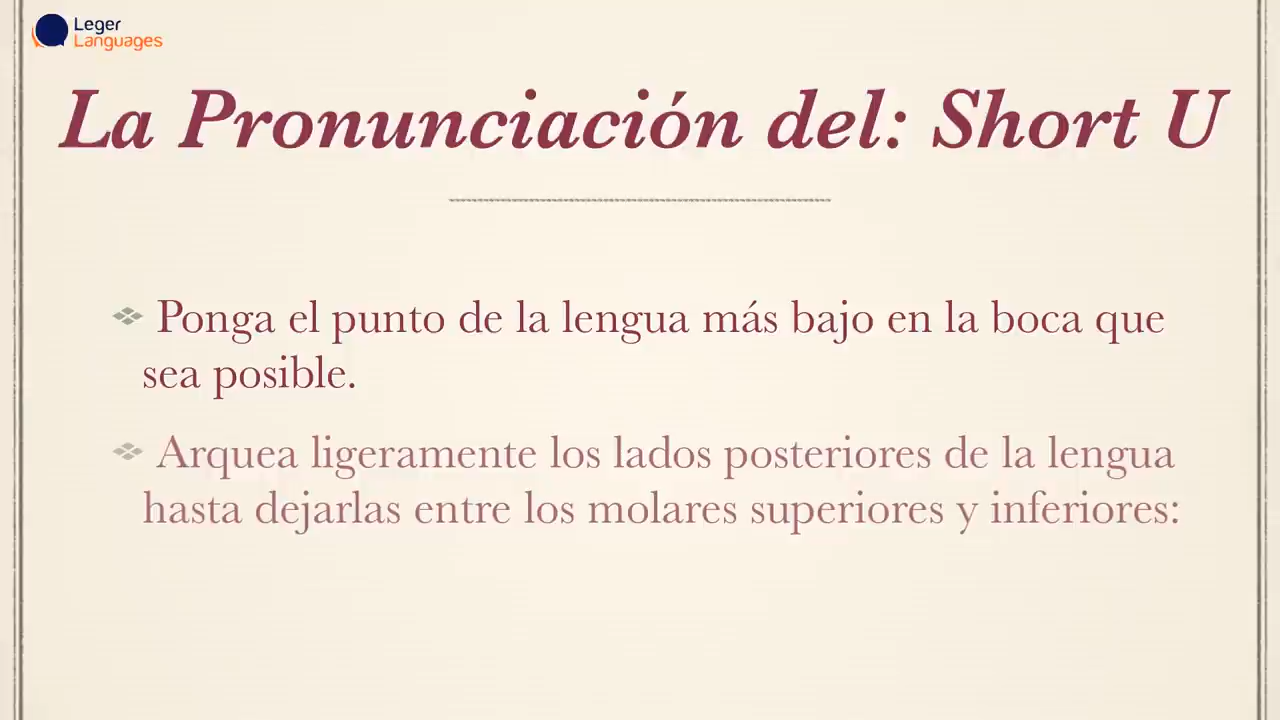 Leger
Languages
La Pronunciación del: Short U
Ponga el punto de la lengua más bajo en la boca que
sea posible.
Arquea ligeramente los lados posteriores de la lengua
hasta dejarlas entre los molares superiores y inferiores: